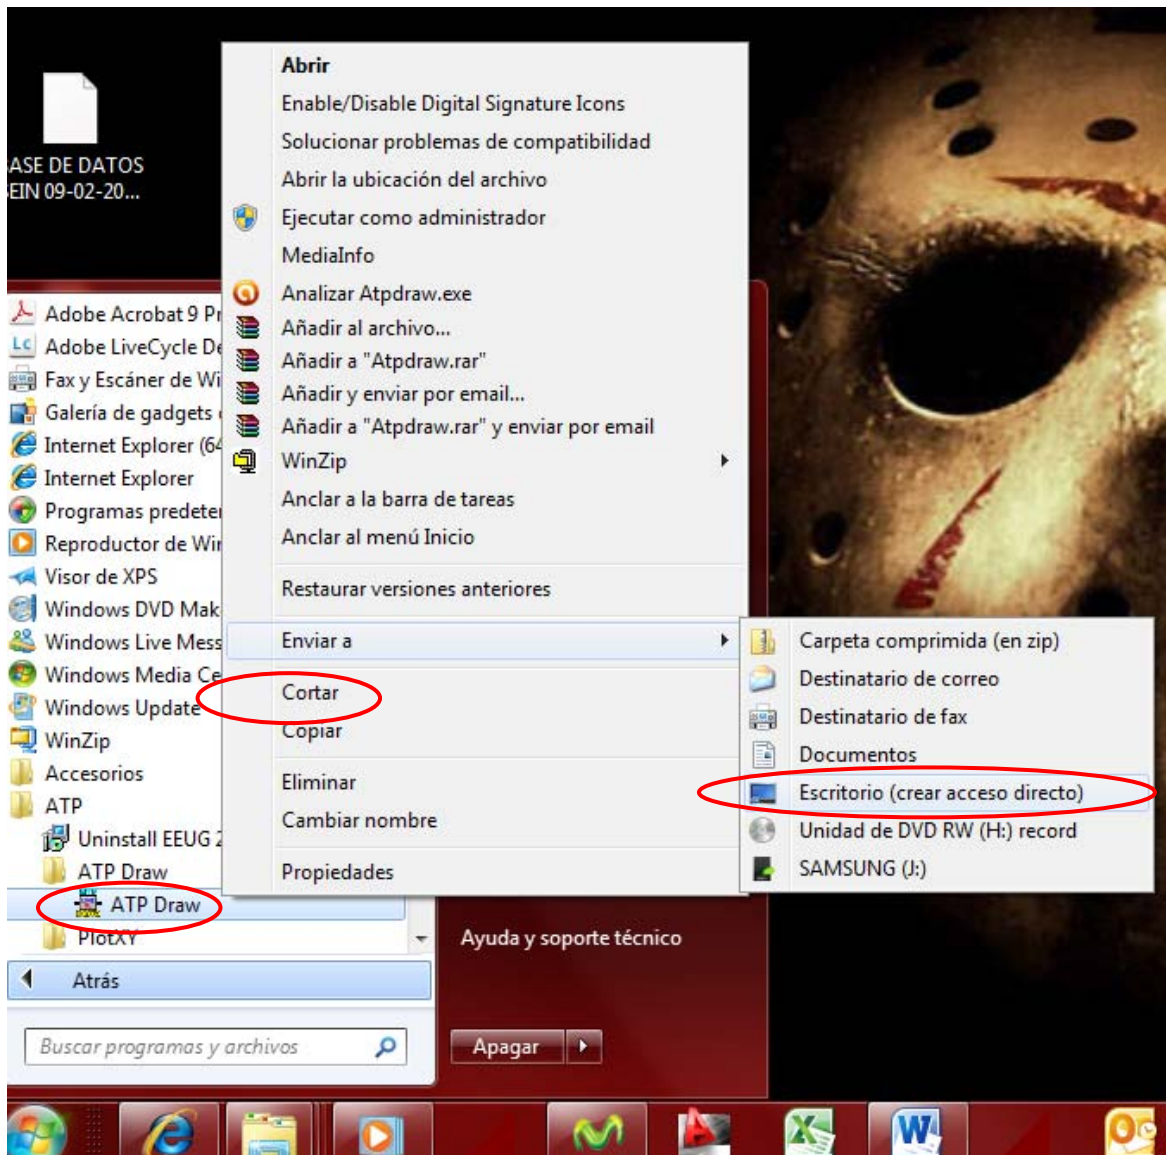 ASE DE DATOS
EIN 09-02-20...
Abrir
Enable/Disable Digital Signature Icons
Solucionar problemas de compatibilidad
Abrir la ubicación del archivo
Ejecutar como administrador
MediaInfo
Analizar Atpdraw.exe
Añadir al archivo...
Añadir a "Atpdraw.rar"
Añadir y enviar por email...
Añadir a "Atpdraw.rar" y enviar por email
WinZip
Anclar a la barra de tareas
Anclar al menú Inicio
Restaurar versiones anteriores
Enviar a
Cortar
Copiar
Eliminar
Cambiar nombre
Propiedades
Carpeta comprimida (en zip)
Destinatario de correo
Destinatario de fax
Documentos
Escritorio (crear acceso directo)
Unidad de DVD RW (H:) record
SAMSUNG (J:)
Adobe Acrobat 9 Pr
LC Adobe LiveCycle De
Fax y Escáner de Wi
Galería de gadgets
Internet Explorer (64
Internet Explorer
Programas predeter
Reproductor de Win
Visor de XPS
Windows DVD Mak
Windows Live Mess
Windows Media Ce
Windows Update
WinZip
Accesorios
ATP
Uninstall EEUG 2
ATP Draw
ATP Draw
PlotXY
Atrás
Buscar programas y archivos
Ayuda y soporte técnico
Apagar